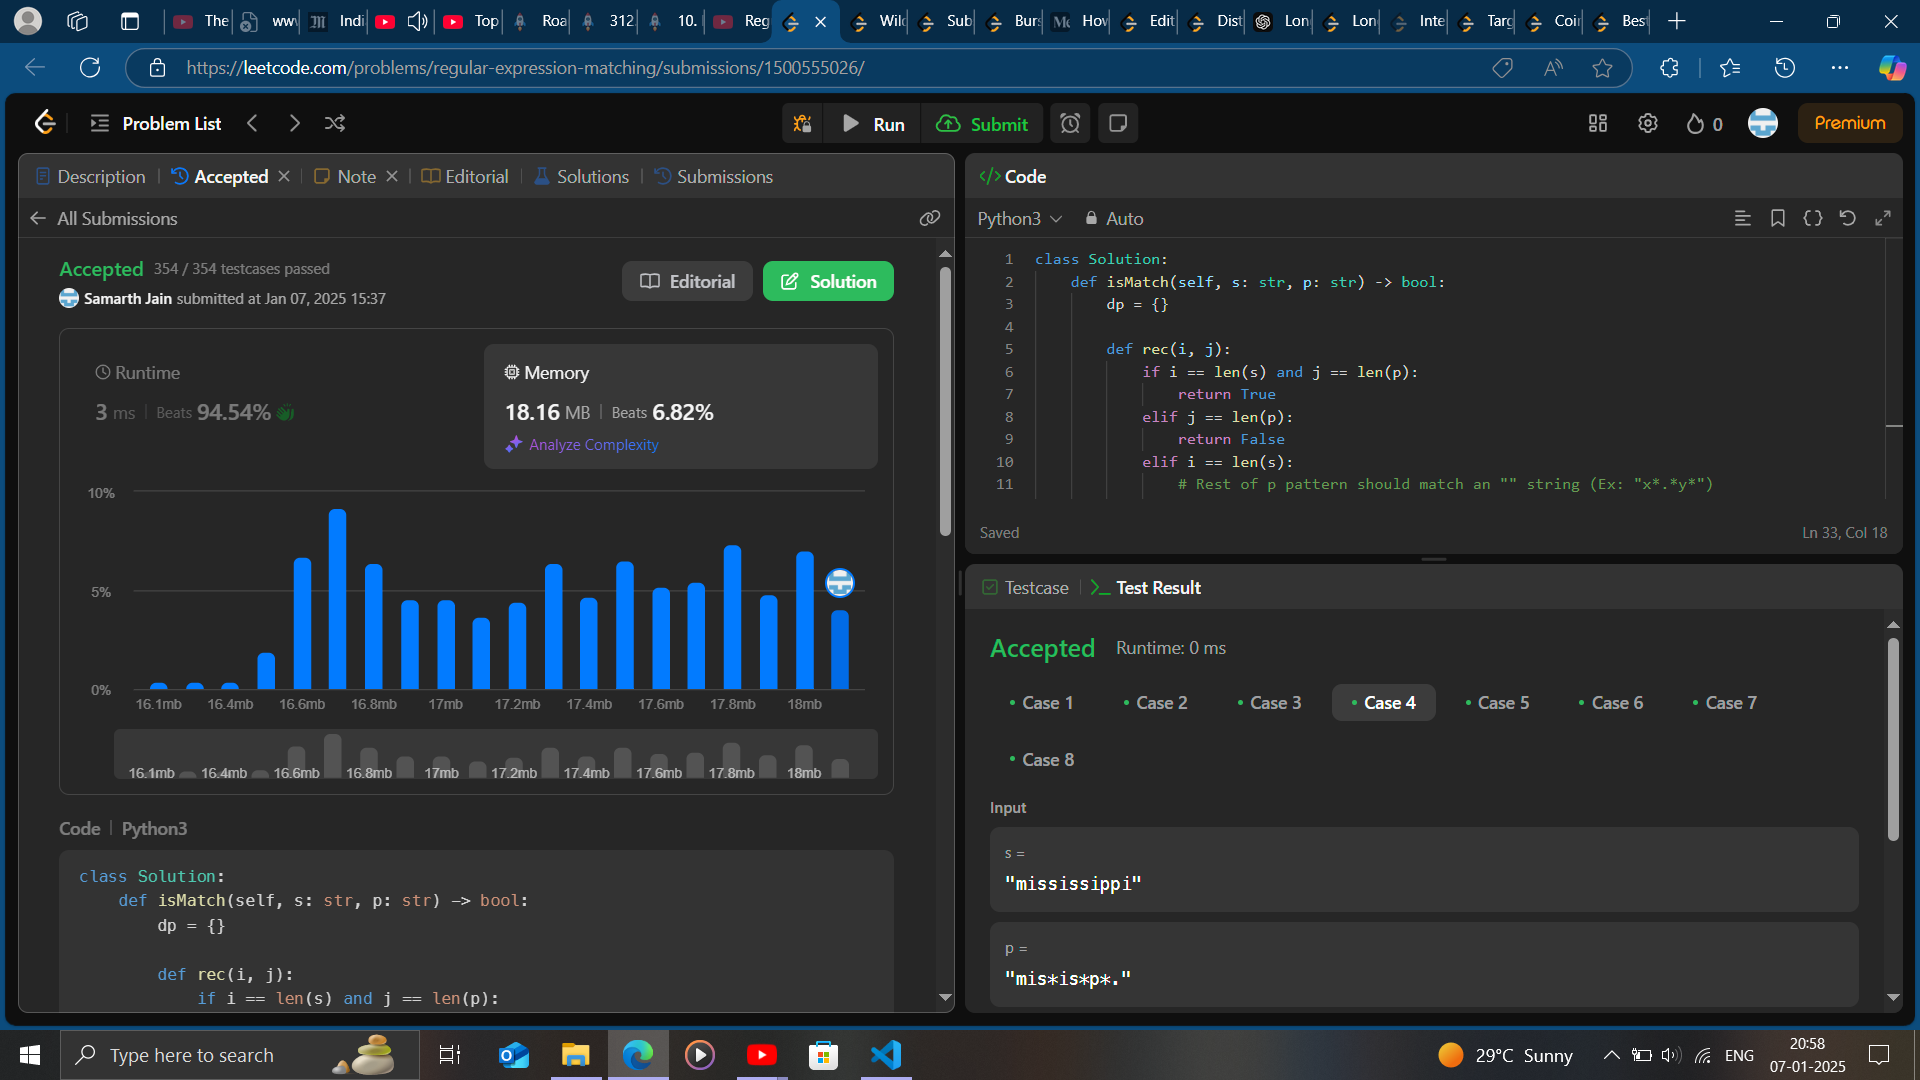 The
www
Indi
Top
Roa
312.
10.
Reg
Wild
Sub
Burs
How
Edit
Dist
Lon
Lon
Inte
Targ
Coi
Best
https://leetcode.com/problems/regular-expression-matching/submissions/1500555026/
Problem List
Run
Submit
0
Premium
Description
Accepted
Note
Editorial
Solutions
Submissions
All Submissions
Accepted 354 / 354 testcases passed
Samarth Jain submitted at Jan 07, 2025 15:37
Editorial
Solution
Runtime
3 ms | Beats 94.54%
Memory
18.16 MB | Beats 6.82%
Analyze Complexity
10%
5%
0%
16.1mb 16.4mb 16.6mb 16.8mb 17mb 17.2mb 17.4mb 17.6mb 17.8mb 18mb
16.1mb 16.4mb 16.6mb 16.8mb 17mb 17.2mb 17.4mb 17.6mb 17.8mb 18mb
Code | Python3
class Solution:
def isMatch(self, s: str, p: str) -> bool:
dp = {}
def rec(i, j):
if i == len(s) and j == len(p):
</> Code
Python3
Auto
1 class Solution:
2 def isMatch(self, s: str, p: str) -> bool:
3 dp = {}
4
5 def rec(i, j):
6 if i == len(s) and j == len(p):
7 return True
8 elif j == len(p):
9 return False
10 elif i == len(s):
11 # Rest of p pattern should match an "" string (Ex: "x*.*y*")
Saved
Ln 33, Col 18
Testcase
Test Result
Accepted Runtime: 0 ms
Case 1
Case 2
Case 3
Case 4
Case 5
Case 6
Case 7
Case 8
Input
s =
"mississippi"
p =
"mis*is*p*."
Type here to search
29°C Sunny
ENG
20:58
07-01-2025